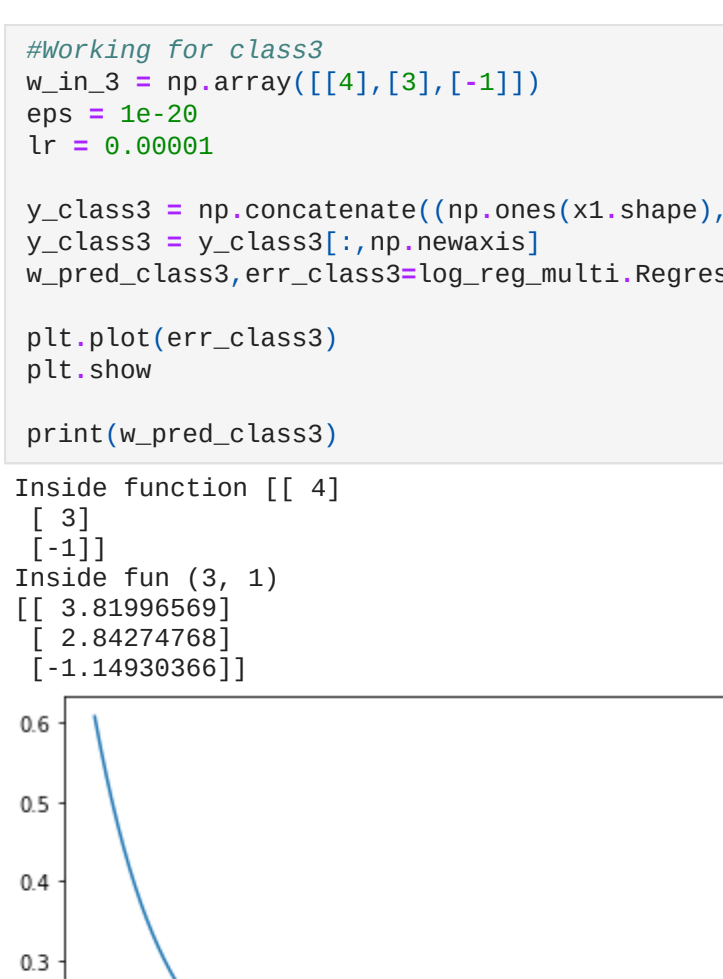 #Working for class3
w_in_3 = np.array([[4],[3],[-1]])
eps = 1e-20
lr = 0.00001
y_class3 = np.concatenate((np.ones(x1.shape),
y_class3 = y_class3[:,np.newaxis]
w_pred_class3,err_class3=log_reg_multi.Regres
plt.plot(err_class3)
plt.show
print(w_pred_class3)
Inside function [[ 4]
 [ 3]
 [-1]]
Inside fun (3, 1)
[[ 3.81996569]
 [ 2.84274768]
 [-1.14930366]]
0.6
0.5
0.4
0.3